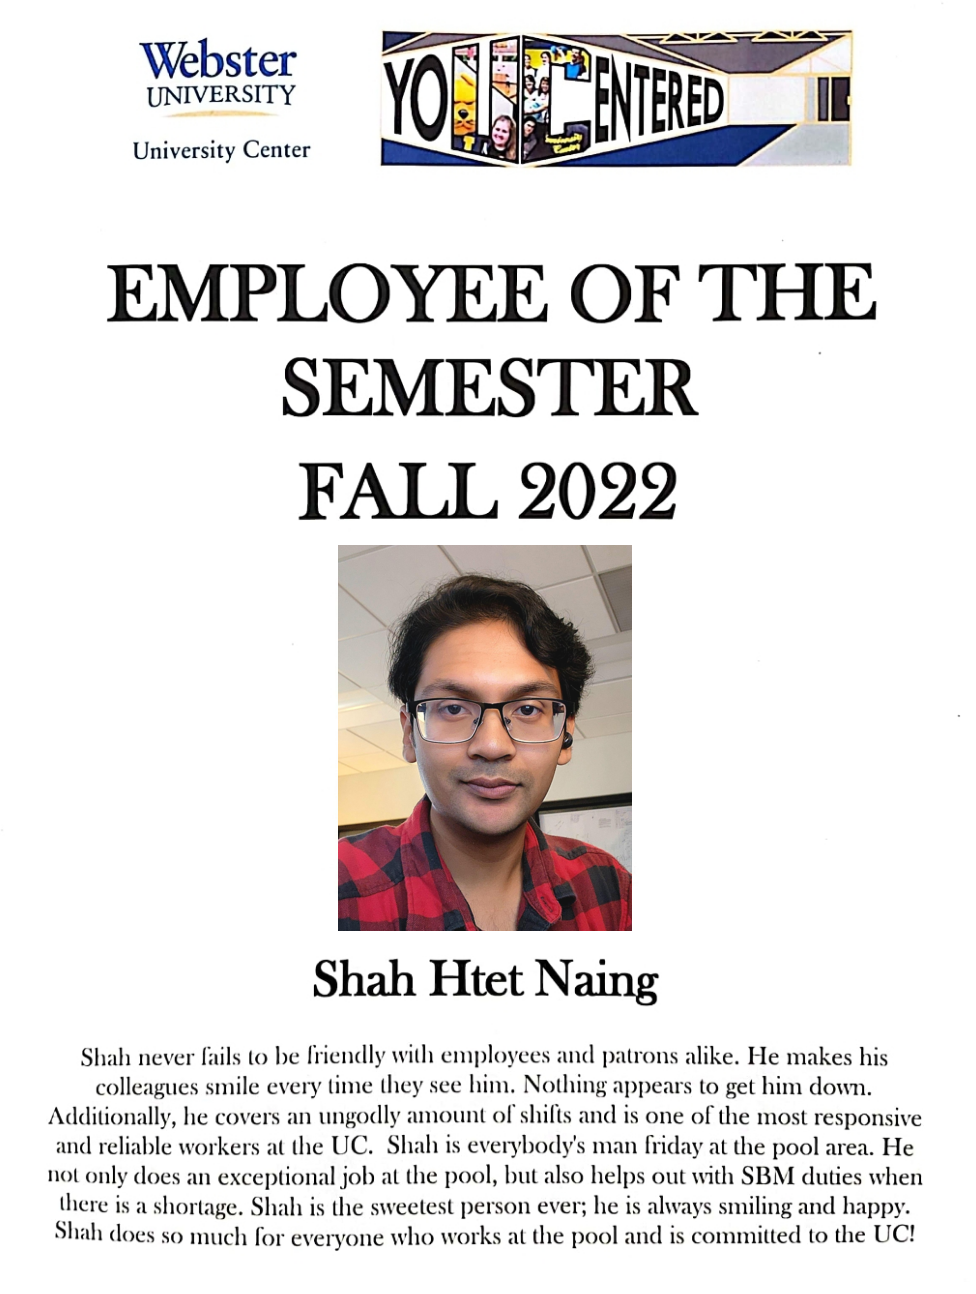 Webster
UNIVERSITY
University Center
YOUCENTERED
EMPLOYEE OF THE
SEMESTER
FALL 2022
Shah Htet Naing
Shah never fails to be friendly with employees and patrons alike. He makes his
colleagues smile every time they see him. Nothing appears to get him down.
Additionally, he covers an ungodly amount of shifts and is one of the most responsive
and reliable workers at the UC. Shah is everybody's man friday at the pool area. He
not only does an exceptional job at the pool, but also helps out with SBM duties when
there is a shortage. Shah is the sweetest person ever; he is always smiling and happy.
Shah does so much for everyone who works at the pool and is committed to the UC!